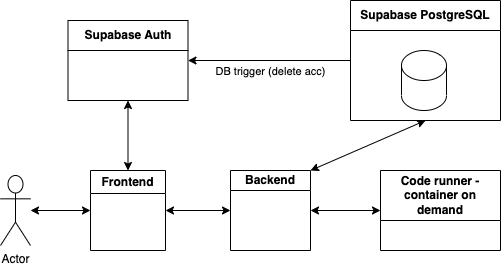 Supabase Auth
Supabase PostgreSQL
DB trigger (delete acc)
Frontend
Backend
Code runner -
container on
demand
Actor